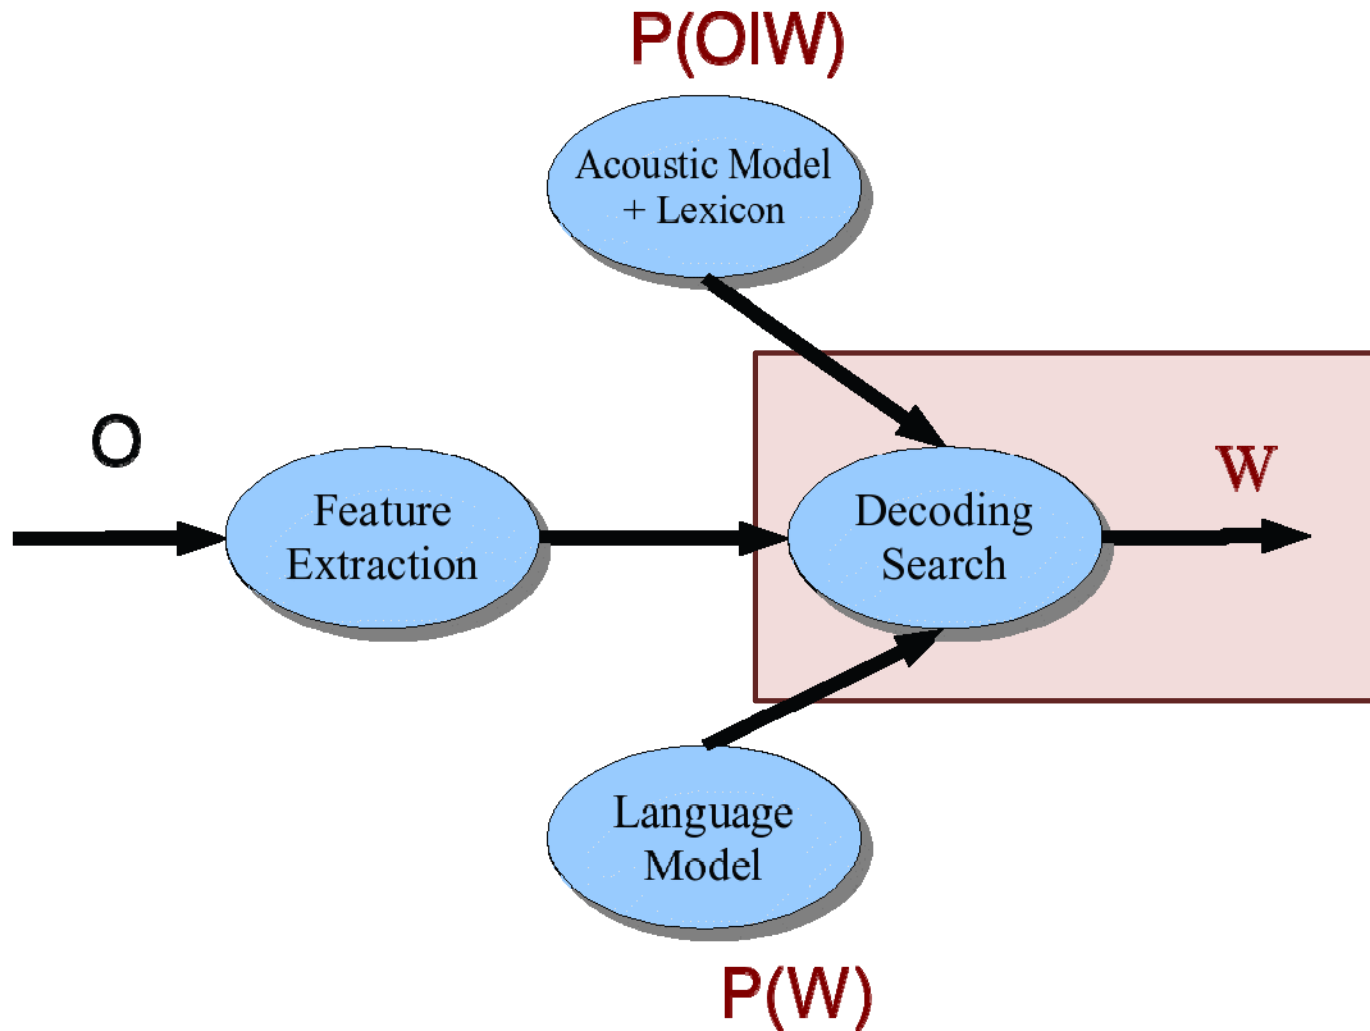 P(O|W)
Acoustic Model
+ Lexicon
O
Feature
Extraction
Decoding
Search
W
Language
Model
P(W)